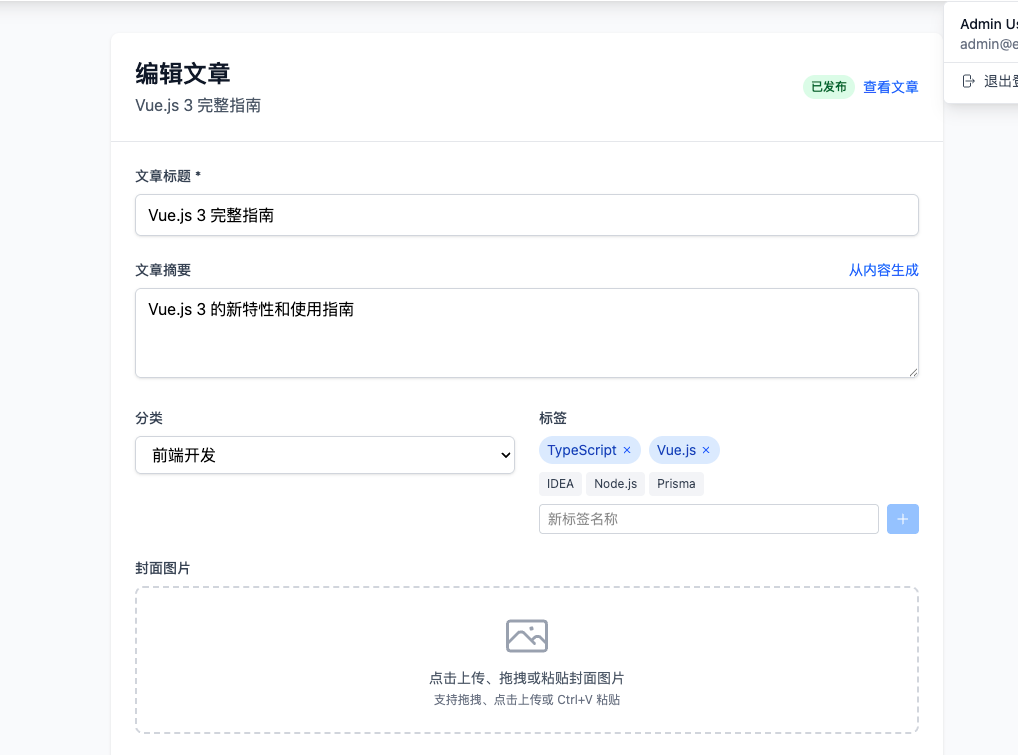 编辑文章
Vue.js 3 完整指南
已发布 查看文章
Admin
退出
文章标题 *
Vue.js 3 完整指南
文章摘要 从内容生成
Vue.js 3 的新特性和使用指南
分类 标签
前端开发
TypeScript × Vue.js ×
IDEA Node.js Prisma
新标签名称 +
封面图片
点击上传、拖拽或粘贴封面图片
支持拖拽、点击上传或 Ctrl+V 粘贴